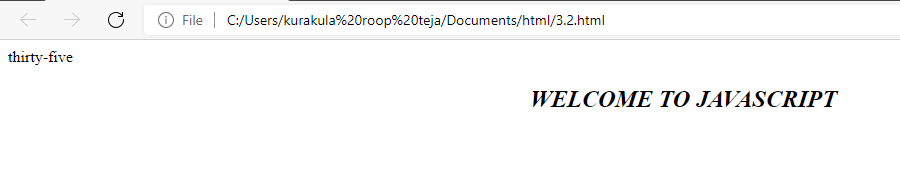 File C:/Users/kurakula%20roop%20teja/Documents/html/3.2.html
thirty-five
WELCOME TO JAVASCRIPT